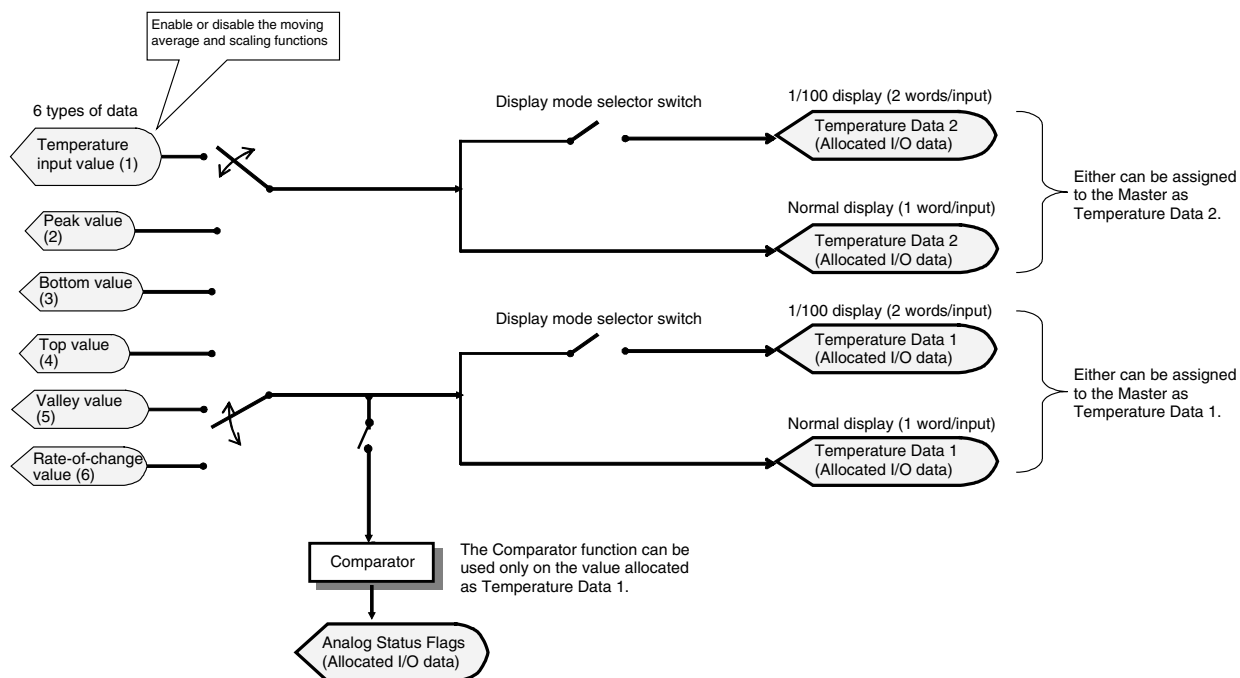 Enable or disable the moving
average and scaling functions
6 types of data
Temperature
input value (1)
Peak value
(2)
Bottom value
(3)
Top value
(4)
Valley value
(5)
Rate-of-change
value (6)
Display mode selector switch
1/100 display (2 words/input)
Temperature Data 2
(Allocated I/O data)
Normal display (1 word/input)
Temperature Data 2
(Allocated I/O data)
Either can be assigned
to the Master as
Temperature Data 2.
Display mode selector switch
1/100 display (2 words/input)
Temperature Data 1
(Allocated I/O data)
Normal display (1 word/input)
Temperature Data 1
(Allocated I/O data)
Either can be assigned
to the Master as
Temperature Data 1.
Comparator
The Comparator function can be
used only on the value allocated
as Temperature Data 1.
Analog Status Flags
(Allocated I/O data)